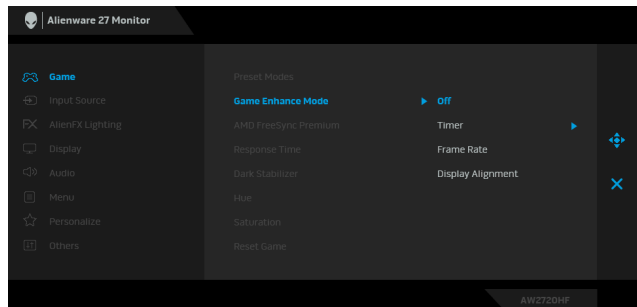 Alienware 27 Monitor
Game
Input Source
AlienFX Lighting
Display
Audio
Menu
Personalize
Others
Preset Modes
Game Enhance Mode
AMD FreeSync Premium
Response Time
Dark Stabilizer
Hue
Saturation
Reset Game
Off
Timer
Frame Rate
Display Alignment
AW2720HF